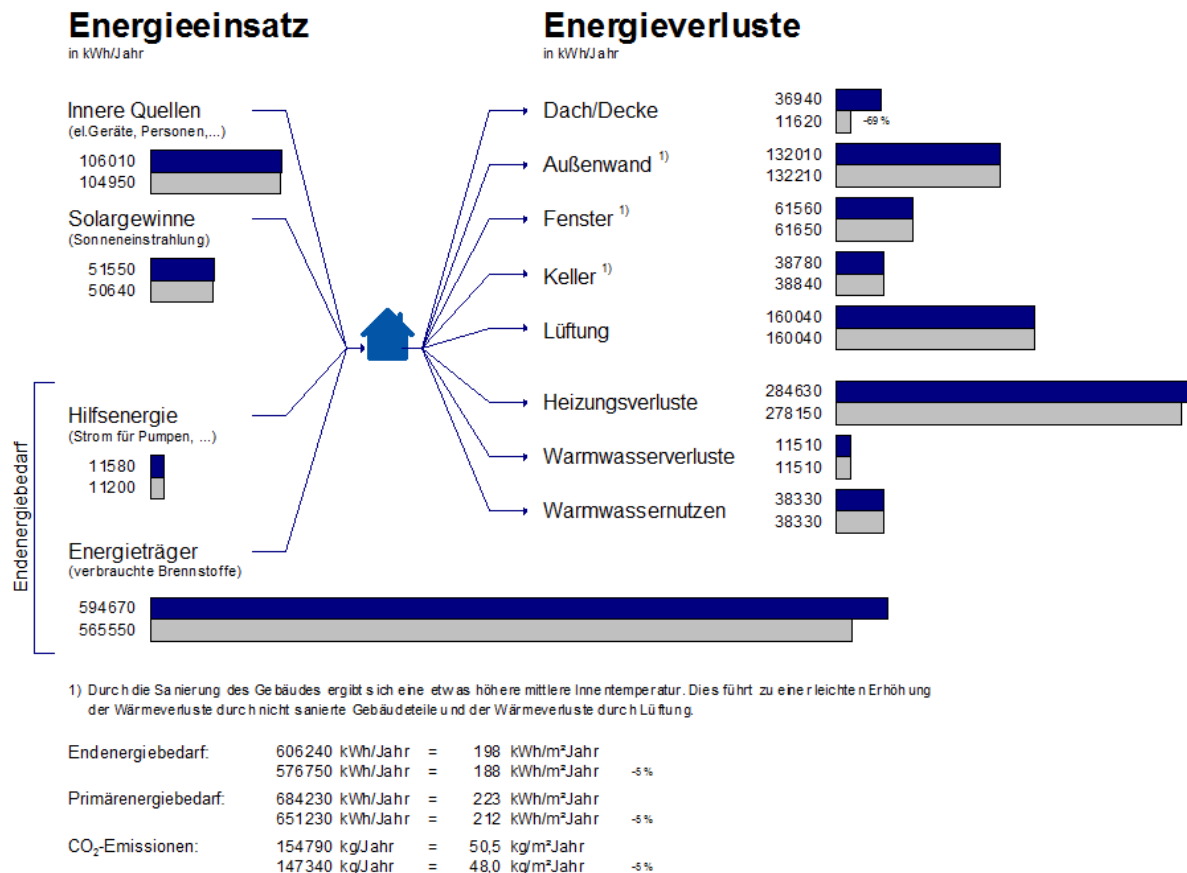 Energieeinsatz
in kWh/Jahr
Innere Quellen
(el.Geräte, Personen,...)
106010
104950
Solargewinne
(Sonneneinstrahlung)
51550
50640
Endenergiebedarf
Hilfsenergie
(Strom für Pumpen, ...)
11580
11200
Energieträger
(verbrauchte Brennstoffe)
594670
565550
Energieverluste
in kWh/Jahr
Dach/Decke
36940
11620 -69 %
Außenwand 1)
132010
132210
Fenster 1)
61560
61650
Keller 1)
38780
38840
Lüftung
160040
160040
Heizungsverluste
284630
278150
Warmwasserverluste
11510
11510
Warmwassernutzen
38330
38330
1) Durch die Sanierung des Gebäudes ergibt sich eine etwas höhere mittlere Innentemperatur. Dies führt zu einer leichten Erhöhung
der Wärmeverluste durch nicht sanierte Gebäudeteile und der Wärmeverluste durch Lüftung.
Endenergiebedarf: 606240 kWh/Jahr = 198 kWh/m²Jahr
576750 kWh/Jahr = 188 kWh/m²Jahr -5 %
Primärenergiebedarf: 684230 kWh/Jahr = 223 kWh/m²Jahr
651230 kWh/Jahr = 212 kWh/m²Jahr -5 %
CO₂-Emissionen: 154790 kg/Jahr = 50,5 kg/m²Jahr
147340 kg/Jahr = 48,0 kg/m²Jahr -5 %